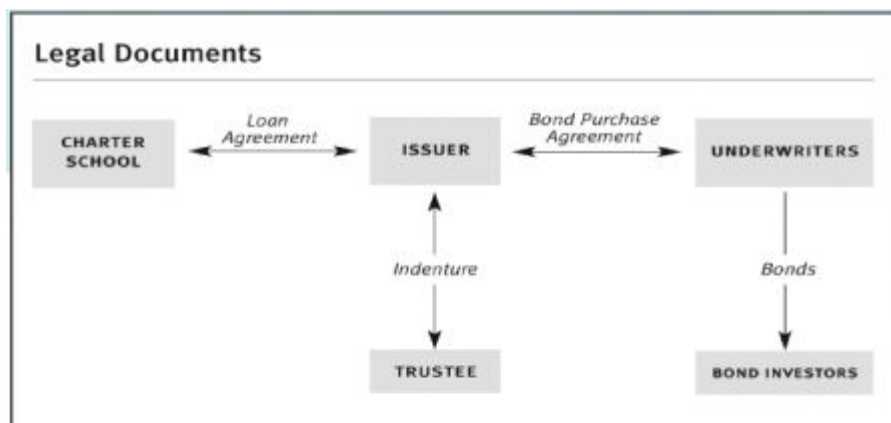 Legal Documents
Loan
Agreement
Bond Purchase
Agreement
CHARTER
SCHOOL
ISSUER
UNDERWRITERS
Indenture
Bonds
TRUSTEE
BOND INVESTORS